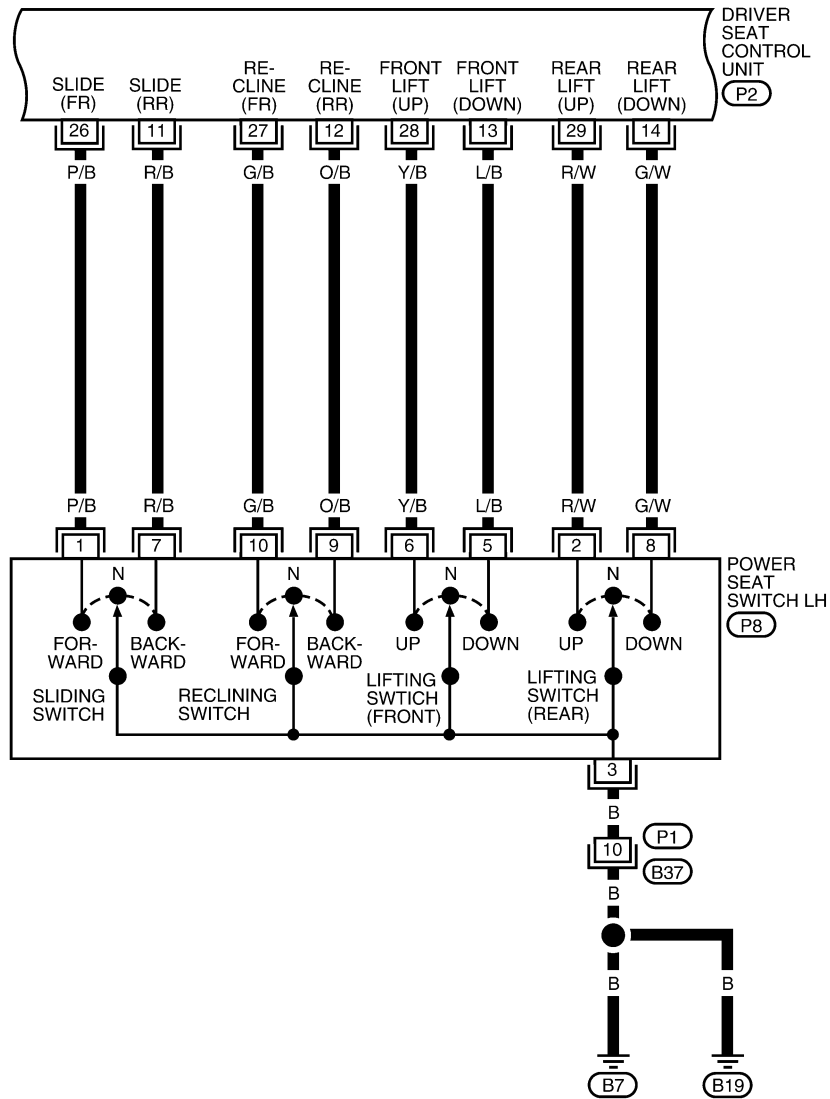 DRIVER
SEAT
CONTROL
UNIT
P2
SLIDE
(FR)
SLIDE
(RR)
RE-
CLINE
(FR)
RE-
CLINE
(RR)
FRONT
LIFT
(UP)
FRONT
LIFT
(DOWN)
REAR
LIFT
(UP)
REAR
LIFT
(DOWN)
26 11 27 12 28 13 29 14
P/B R/B G/B O/B Y/B L/B R/W G/W
P/B R/B G/B O/B Y/B L/B R/W G/W
1 7 10 9 6 5 2 8
POWER
SEAT
SWITCH LH
P8
N N N N
FOR-
WARD
BACK-
WARD
FOR-
WARD
BACK-
WARD
UP DOWN UP DOWN
SLIDING
SWITCH
RECLINING
SWITCH
LIFTING
SWTICH
(FRONT)
LIFTING
SWITCH
(REAR)
3
B
10
P1
B37
B
B B
B7 B19